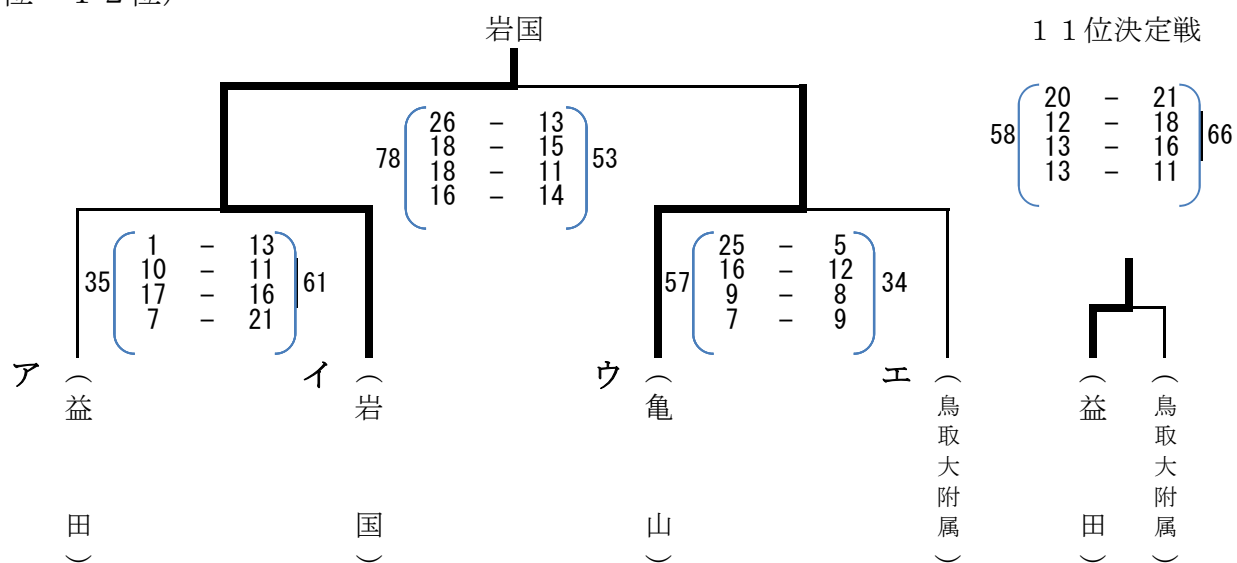 岩国
１１位決定戦
78
26 － 13
18 － 15
18 － 11
16 － 14
53
58
20 － 21
12 － 18
13 － 16
13 － 11
66
35
1 － 13
10 － 11
17 － 16
7 － 21
61
57
25 － 5
16 － 12
9 － 8
7 － 9
34
ア
（益田）
イ
（岩国）
ウ
（亀山）
エ
（鳥取大附属）
（益田）
（鳥取大附属）